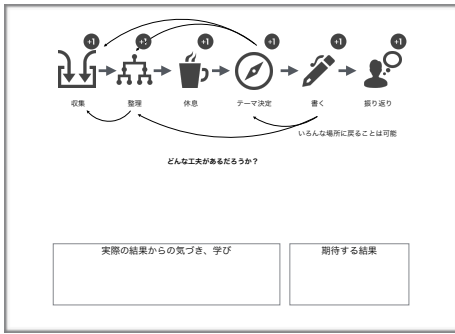 +1 +1 +1 +1 +1 +1
収集 整理 休息 テーマ決定 書く 振り返り
いろんな場所に戻ることは可能
どんな工夫があるだろうか？
実際の結果からの気づき、学び
期待する結果